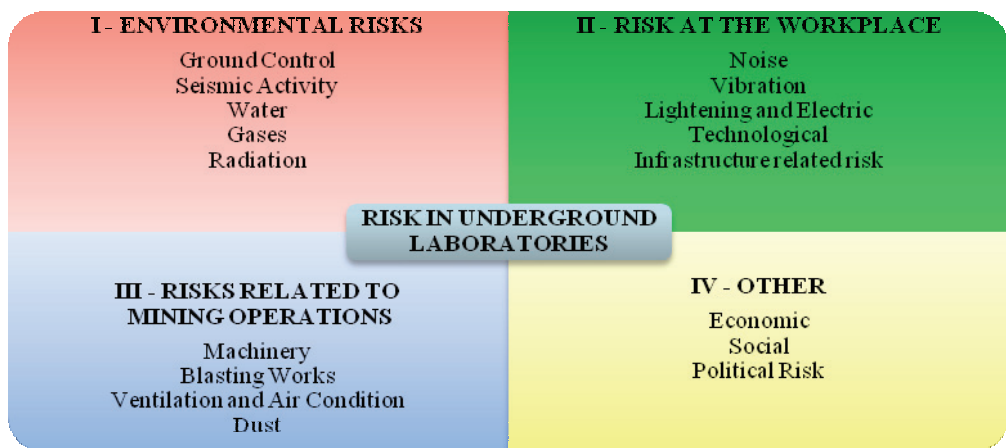 I - ENVIRONMENTAL RISKS
Ground Control
Seismic Activity
Water
Gases
Radiation
II - RISK AT THE WORKPLACE
Noise
Vibration
Lightening and Electric
Technological
Infrastructure related risk
RISK IN UNDERGROUND
LABORATORIES
III - RISKS RELATED TO
MINING OPERATIONS
Machinery
Blasting Works
Ventilation and Air Condition
Dust
IV - OTHER
Economic
Social
Political Risk